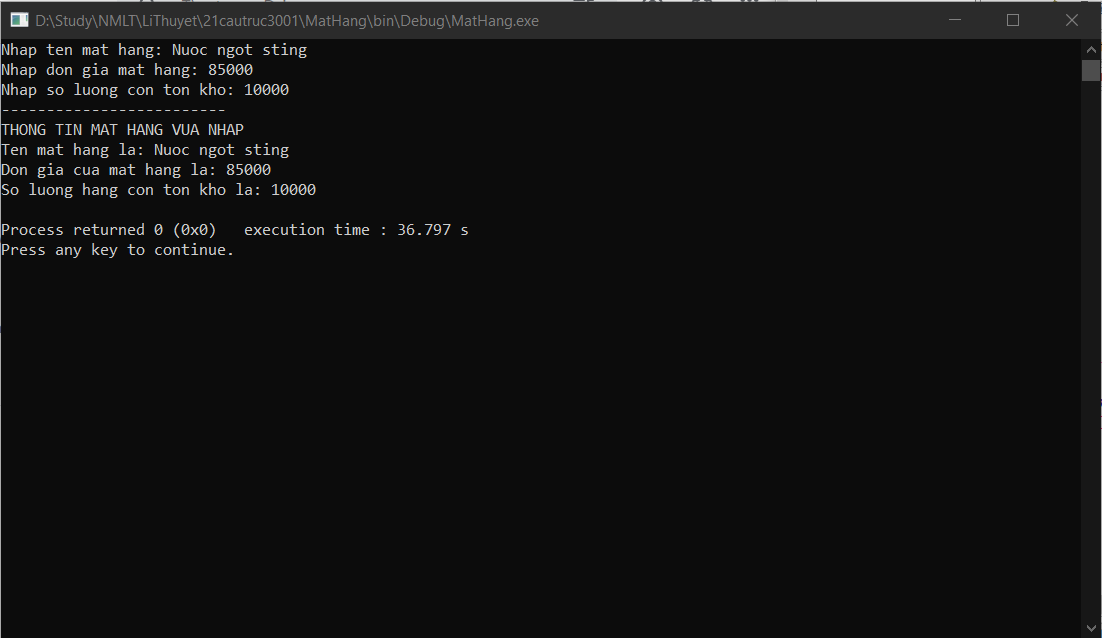 D:\Study\NMLT\LiThuyet\21cautruc3001\MatHang\bin\Debug\MatHang.exe
Nhap ten mat hang: Nuoc ngot sting
Nhap don gia mat hang: 85000
Nhap so luong con ton kho: 10000
-------------------------
THONG TIN MAT HANG VUA NHAP
Ten mat hang la: Nuoc ngot sting
Don gia cua mat hang la: 85000
So luong hang con ton kho la: 10000
Process returned 0 (0x0)   execution time : 36.797 s
Press any key to continue.